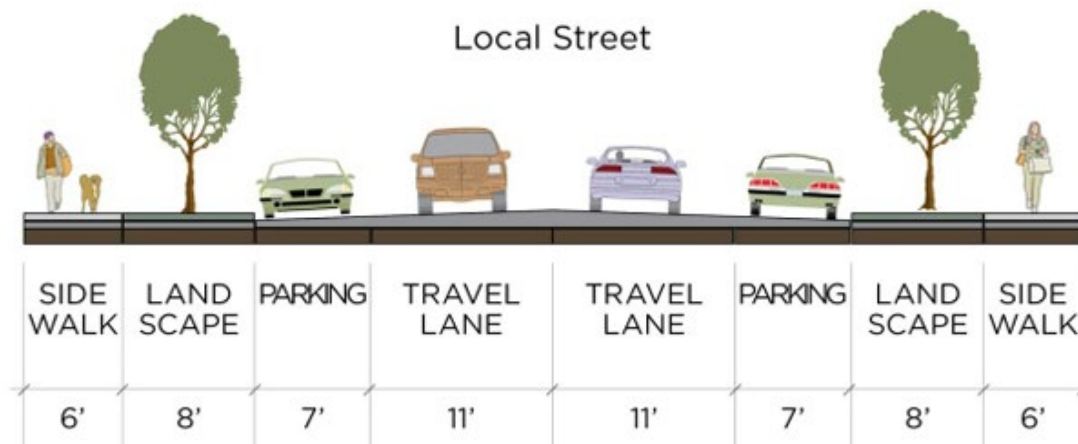 Local Street
SIDE WALK
LAND SCAPE
PARKING
TRAVEL LANE
TRAVEL LANE
PARKING
LAND SCAPE
SIDE WALK
6' 8' 7' 11' 11' 7' 8' 6'